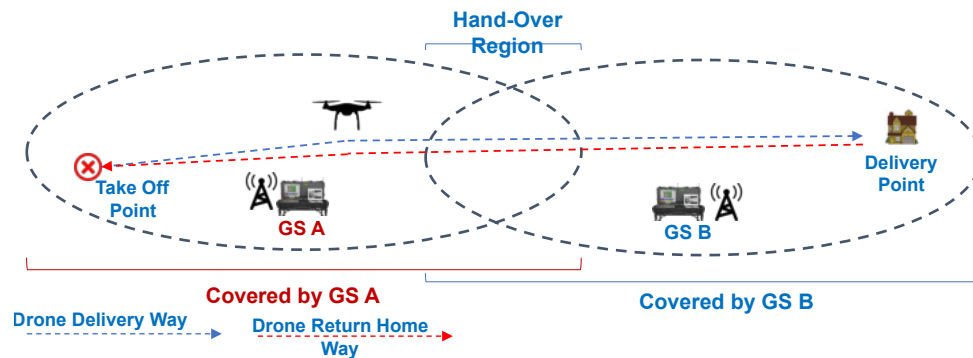 Hand-Over
Region
Take Off
Point
GS A
GS B
Delivery
Point
Covered by GS A
Covered by GS B
Drone Delivery Way
Drone Return Home
Way